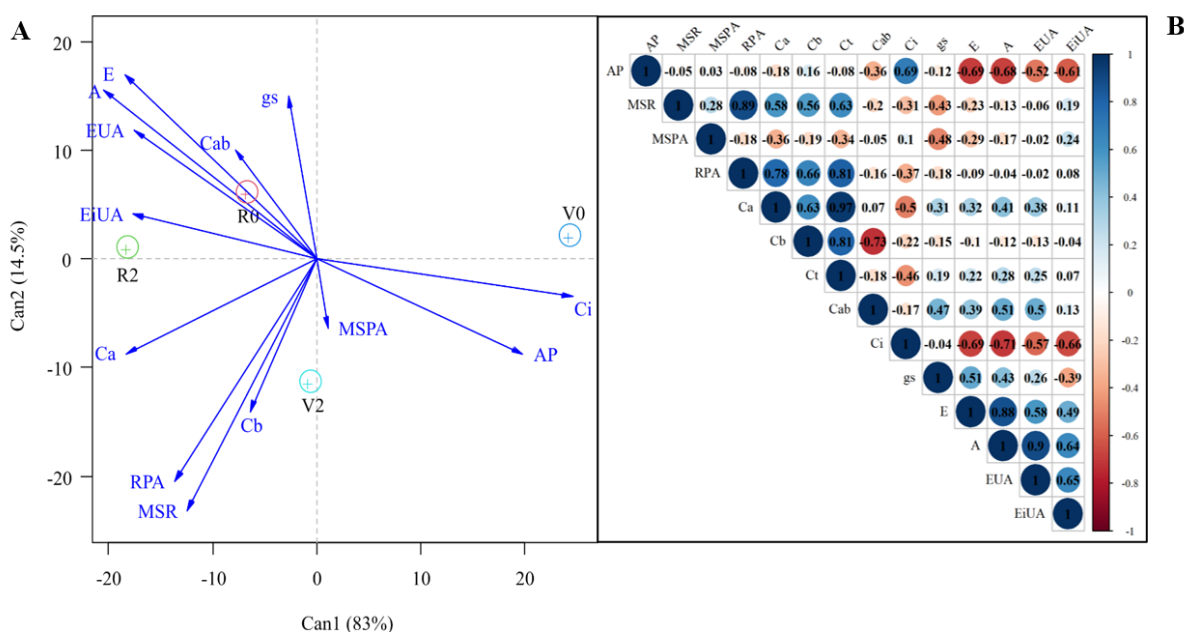 A
20
10
0
-10
-20
Can2 (14.5%)
E
A
EUA
gs
Cab
R0
EiUA
R2
V0
Ci
MSPA
AP
Ca
V2
Cb
RPA
MSR
-20 -10 0 10 20
Can1 (83%)
B
AP MSR MSPA RPA Ca Cb Ct Cab Ci gs E A EUA EiUA
AP 1 -0.05 0.03 -0.08 -0.18 0.16 -0.08 -0.36 0.69 -0.12 -0.69 -0.68 -0.52 -0.61
MSR 1 0.28 0.89 0.58 0.56 0.63 -0.2 -0.31 -0.43 -0.23 -0.13 -0.06 0.19
MSPA 1 -0.18 -0.36 -0.19 -0.34 -0.05 0.1 -0.48 -0.29 -0.17 -0.02 0.24
RPA 1 0.78 0.66 0.81 -0.16 -0.37 -0.18 -0.09 -0.04 -0.02 0.08
Ca 1 0.63 0.97 0.07 -0.5 0.31 0.32 0.41 0.38 0.11
Cb 1 0.81 -0.73 -0.22 -0.15 -0.1 -0.12 -0.13 -0.04
Ct 1 -0.18 -0.46 0.19 0.22 0.28 0.25 0.07
Cab 1 -0.17 0.47 0.39 0.51 0.5 0.13
Ci 1 -0.04 -0.69 -0.71 -0.57 -0.66
gs 1 0.51 0.43 0.26 -0.39
E 1 0.88 0.58 0.49
A 1 0.9 0.64
EUA 1 0.65
EiUA 1
1
0.8
0.6
0.4
0.2
0
-0.2
-0.4
-0.6
-0.8
-1